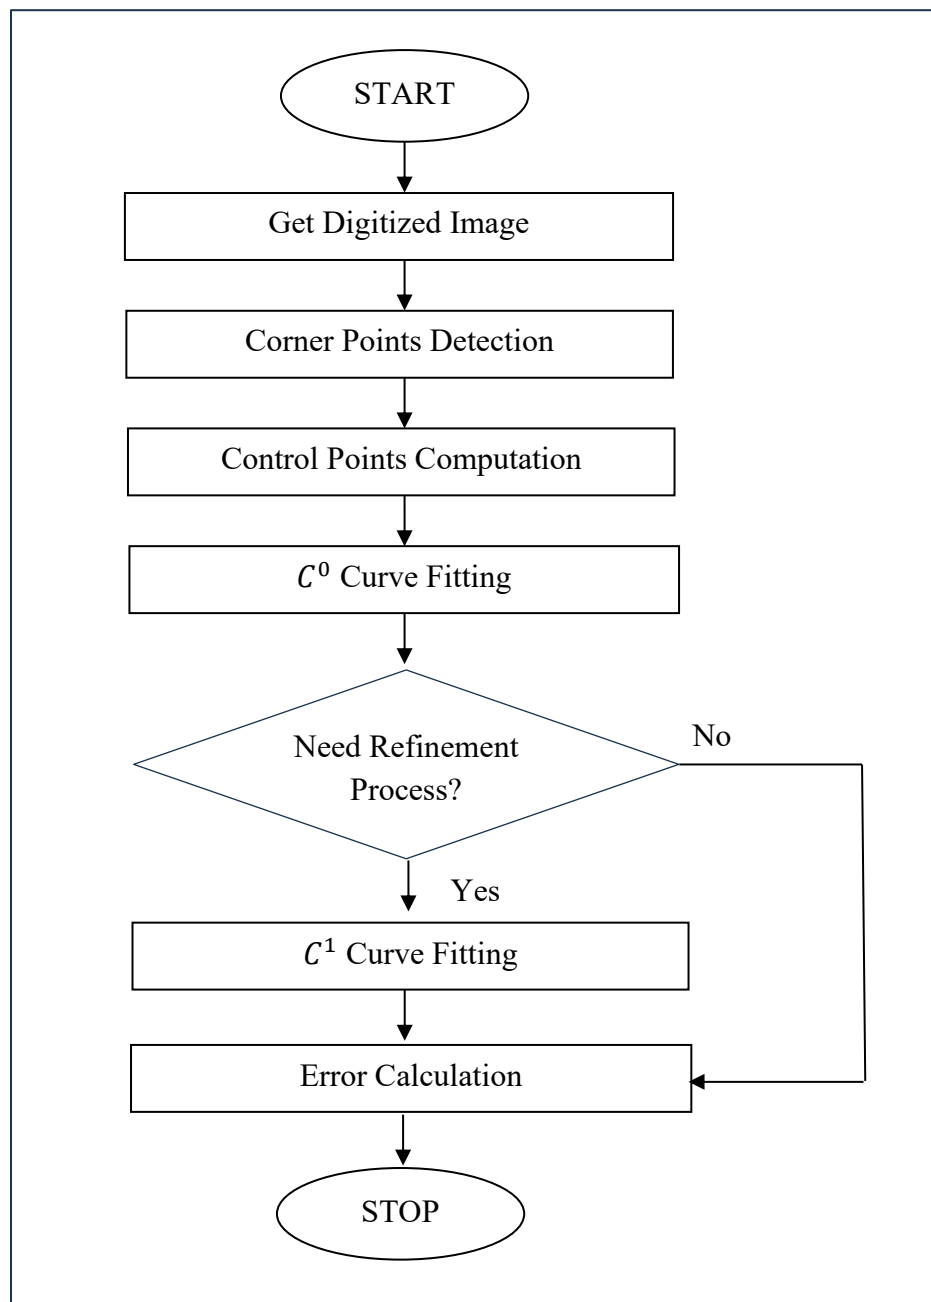 START
Get Digitized Image
Corner Points Detection
Control Points Computation
𝐶⁰ Curve Fitting
Need Refinement
Process?
No
Yes
𝐶¹ Curve Fitting
Error Calculation
STOP